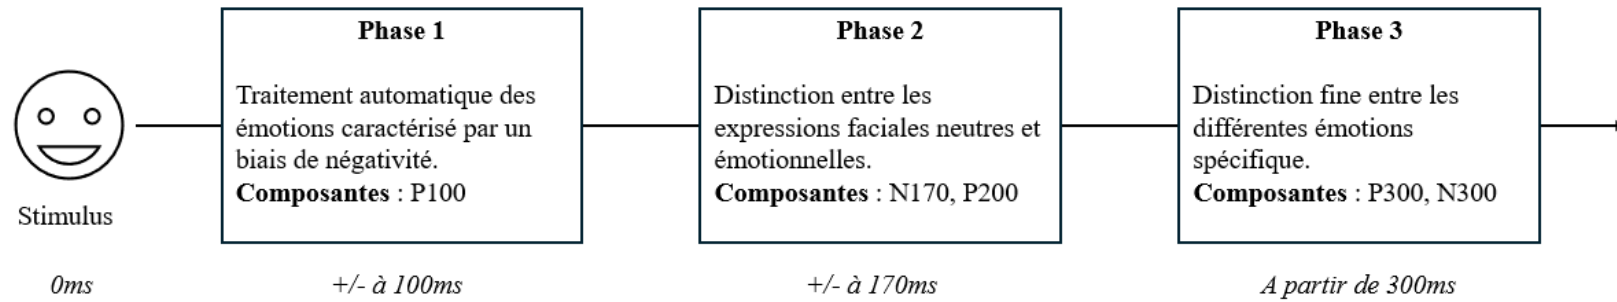 Stimulus
0ms
Phase 1
Traitement automatique des
émotions caractérisé par un
biais de négativité.
Composantes : P100
+/- à 100ms
Phase 2
Distinction entre les
expressions faciales neutres et
émotionnelles.
Composantes : N170, P200
+/- à 170ms
Phase 3
Distinction fine entre les
différentes émotions
spécifique.
Composantes : P300, N300
A partir de 300ms